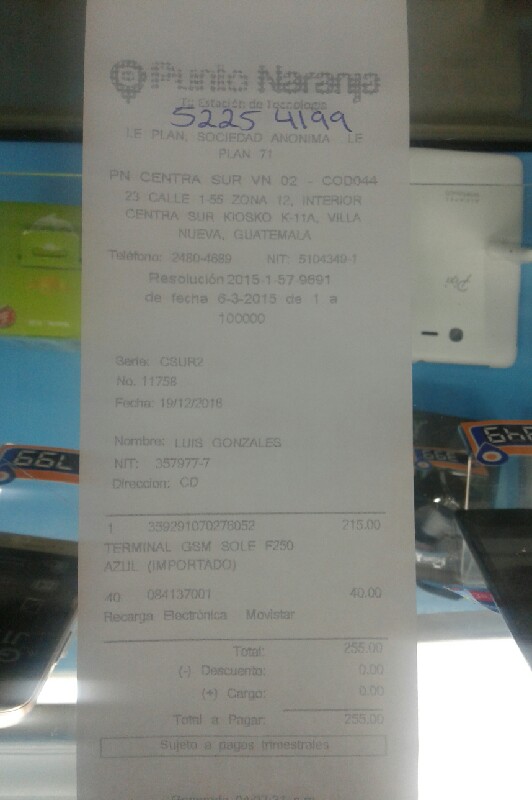 Punto Naranja
Tu Estación de Tecnología
5225 4199
LE PLAN, SOCIEDAD ANONIMA LE
PLAN 71
PN CENTRA SUR VN 02 - COD044
23 CALLE 1-55 ZONA 12, INTERIOR
CENTRA SUR KIOSKO K-11A, VILLA
NUEVA, GUATEMALA
Teléfono: 2480-4689 NIT: 5104349-1
Resolución 2015-1-57 9691
de fecha 6-3-2015 de 1 a
100000
Serie: CSUR2
No. 11758
Fecha: 19/12/2016
Nombre: LUIS GONZALES
NIT: 357977-7
Direccion: CD
1 359291070278052 215.00
TERMINAL GSM SOLE F250
AZUL (IMPORTADO)
40 084137001 40.00
Recarga Electrónica Movistar
Total: 255.00
(-) Descuento: 0.00
(+) Cargo: 0.00
Total a Pagar: 255.00
Sujeto a pagos trimestrales
799